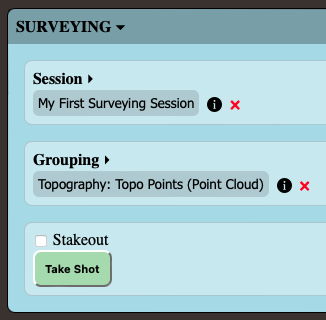 SURVEYING
Session
My First Surveying Session
Grouping
Topography: Topo Points (Point Cloud)
Stakeout
Take Shot